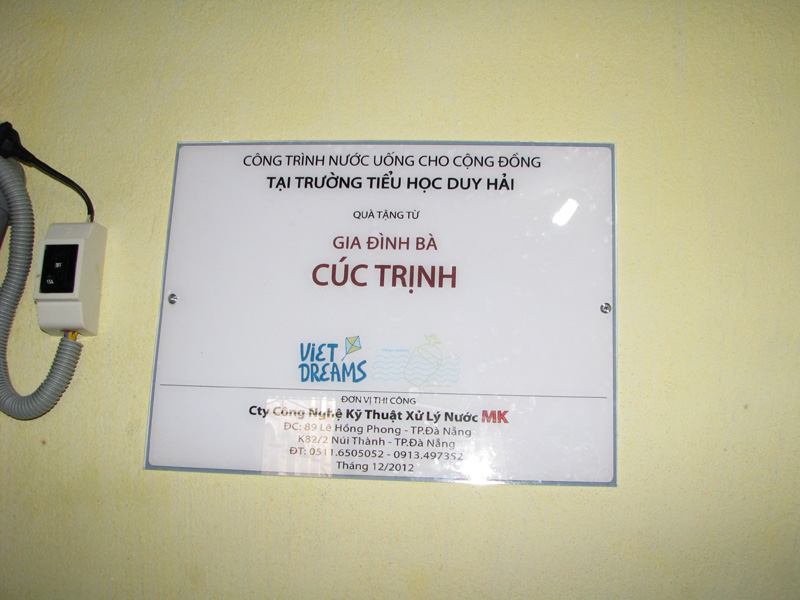 CÔNG TRÌNH NƯỚC UỐNG CHO CỘNG ĐỒNG
TẠI TRƯỜNG TIỂU HỌC DUY HẢI
QUÀ TẶNG TỪ
GIA ĐÌNH BÀ
CÚC TRỊNH
VIET
DREAMS
ĐƠN VỊ THI CÔNG
Cty Công Nghệ Kỹ Thuật Xử Lý Nước MK
ĐC: 89 Lê Hồng Phong - TP.Đà Nẵng
K82/2 Núi Thành - TP.Đà Nẵng
ĐT: 0511.6505052 - 0913.497352
Tháng 12/2012